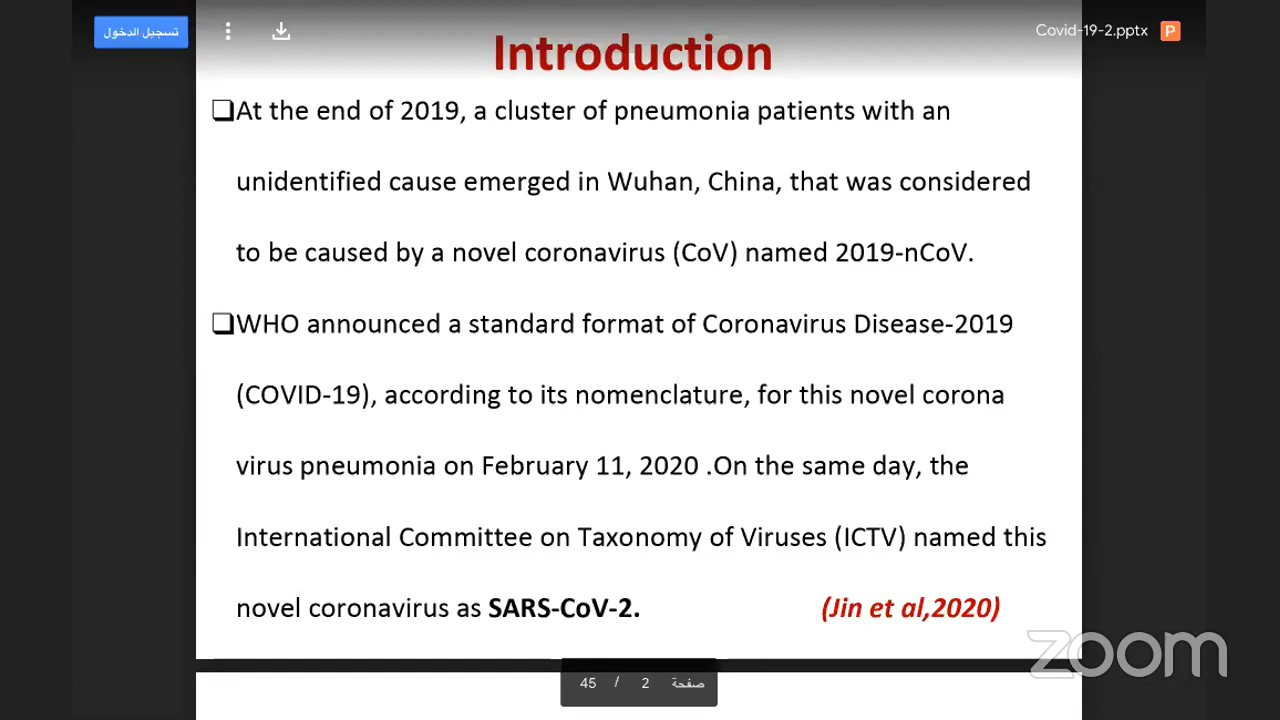 تسجيل الدخول
Covid-19-2.pptx P
Introduction
❑At the end of 2019, a cluster of pneumonia patients with an
unidentified cause emerged in Wuhan, China, that was considered
to be caused by a novel coronavirus (CoV) named 2019-nCoV.
❑WHO announced a standard format of Coronavirus Disease-2019
(COVID-19), according to its nomenclature, for this novel corona
virus pneumonia on February 11, 2020 .On the same day, the
International Committee on Taxonomy of Viruses (ICTV) named this
novel coronavirus as SARS-CoV-2. (Jin et al,2020)
zoom
صفحة 2 / 45